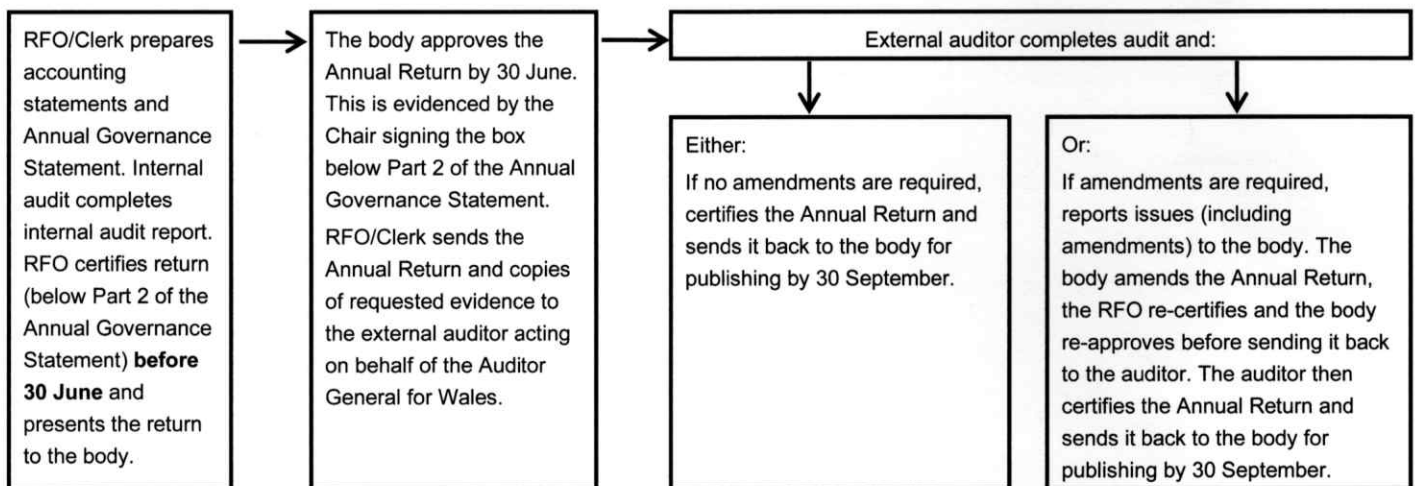 RFO/Clerk prepares
accounting
statements and
Annual Governance
Statement. Internal
audit completes
internal audit report.
RFO certifies return
(below Part 2 of the
Annual Governance
Statement) before
30 June and
presents the return
to the body.
The body approves the
Annual Return by 30 June.
This is evidenced by the
Chair signing the box
below Part 2 of the Annual
Governance Statement.
RFO/Clerk sends the
Annual Return and copies
of requested evidence to
the external auditor acting
on behalf of the Auditor
General for Wales.
External auditor completes audit and:
Either:
If no amendments are required,
certifies the Annual Return and
sends it back to the body for
publishing by 30 September.
Or:
If amendments are required,
reports issues (including
amendments) to the body. The
body amends the Annual Return,
the RFO re-certifies and the body
re-approves before sending it back
to the auditor. The auditor then
certifies the Annual Return and
sends it back to the body for
publishing by 30 September.